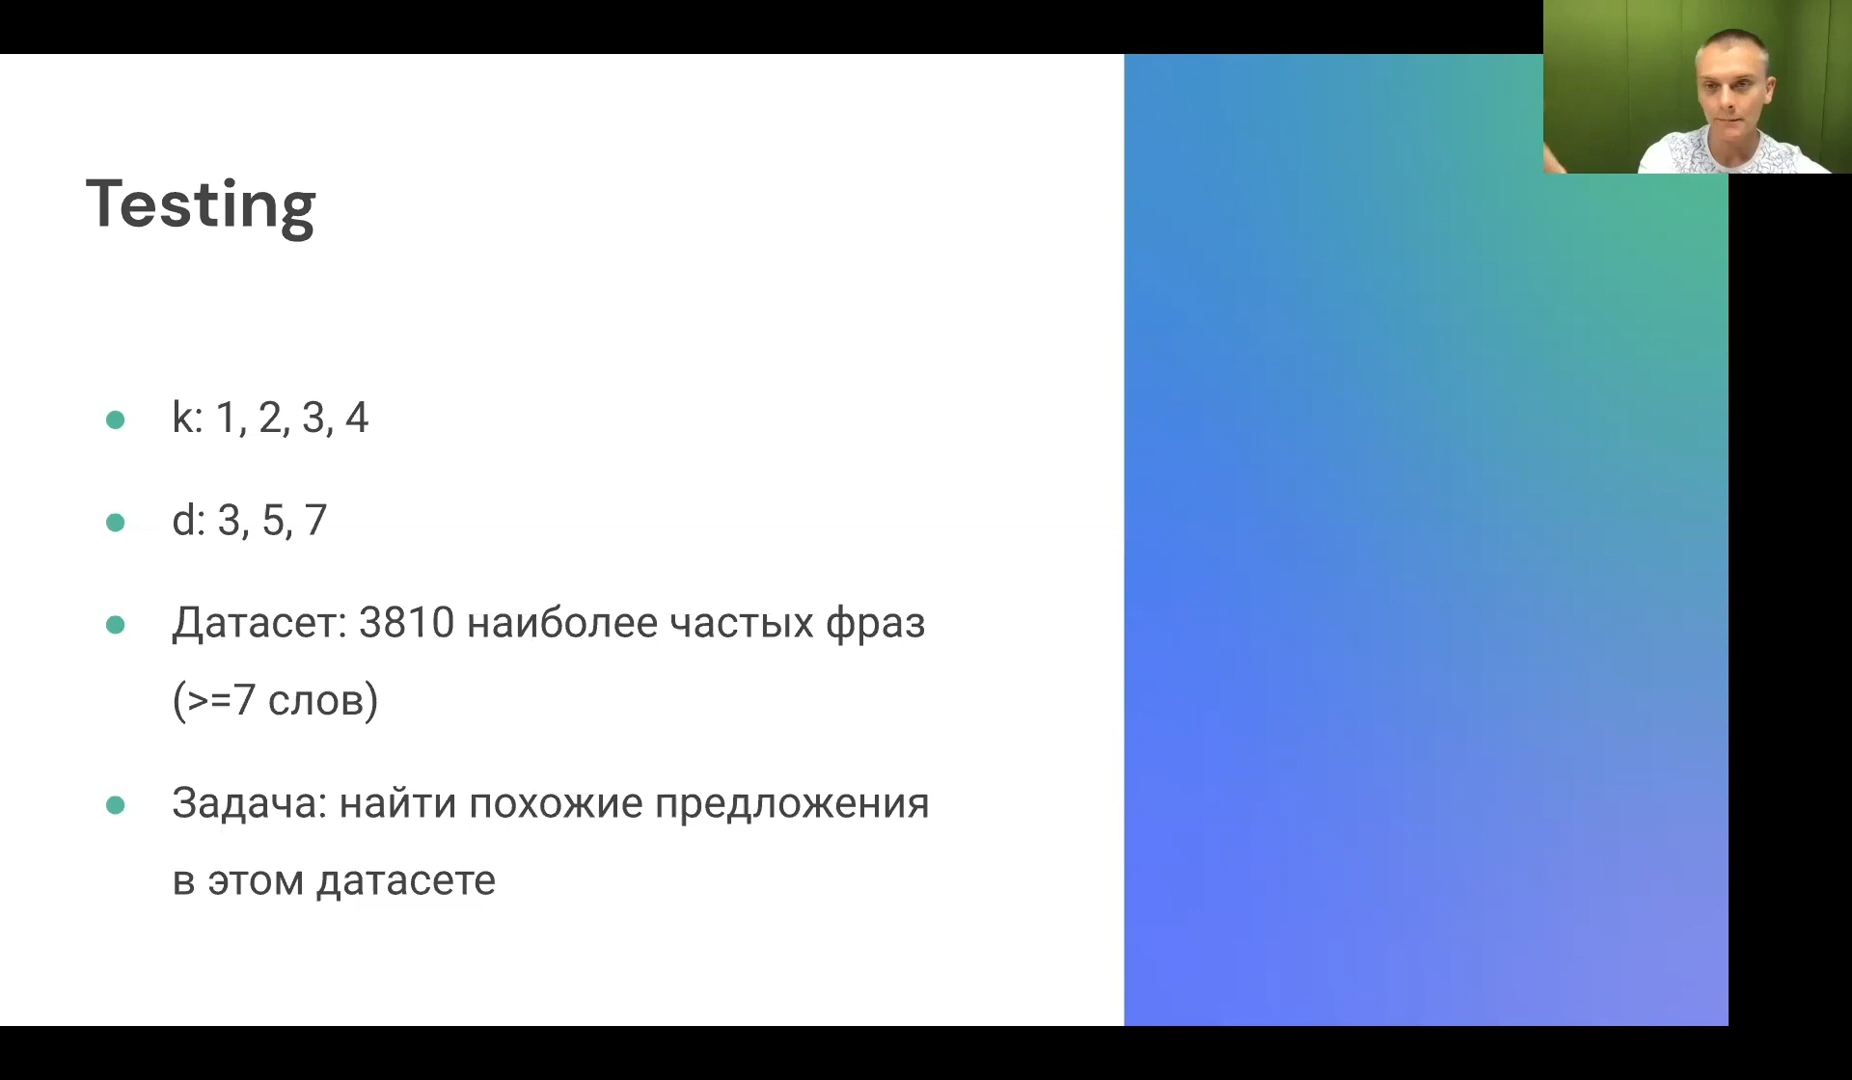 Testing
k: 1, 2, 3, 4
d: 3, 5, 7
Датасет: 3810 наиболее частых фраз
(>=7 слов)
Задача: найти похожие предложения
в этом датасете